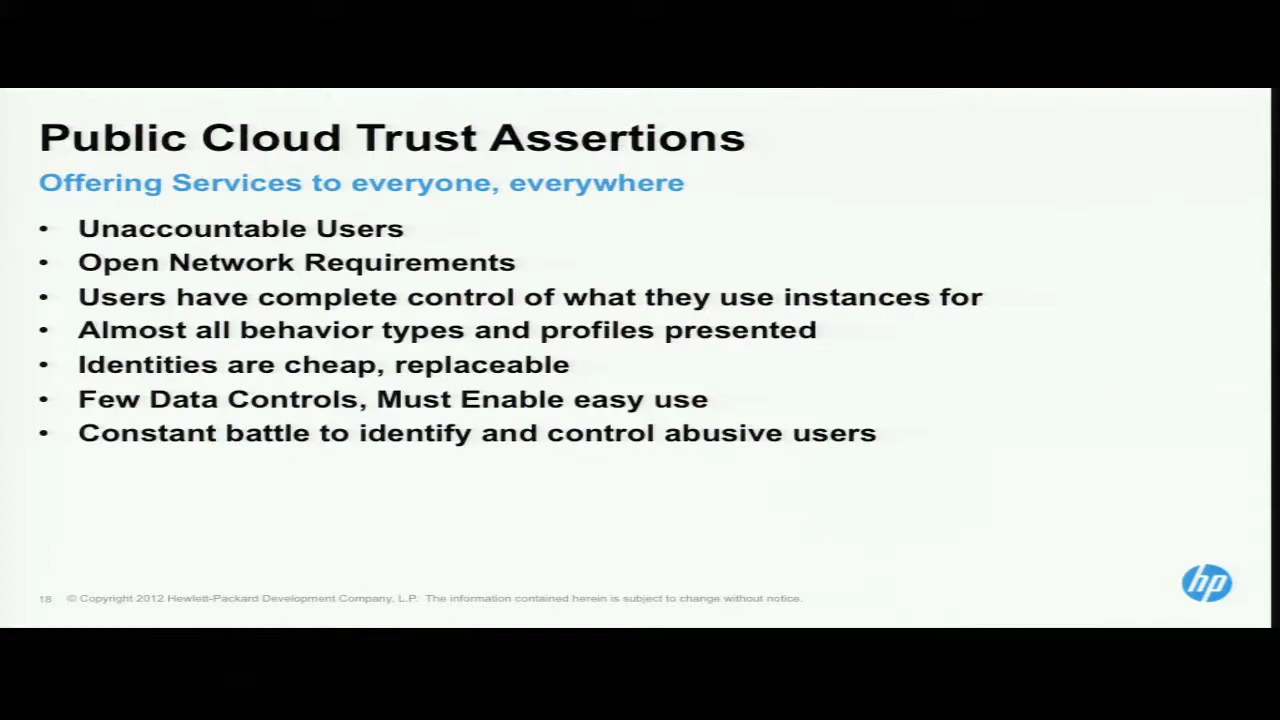 Public Cloud Trust Assertions
Offering Services to everyone, everywhere
• Unaccountable Users
• Open Network Requirements
• Users have complete control of what they use instances for
• Almost all behavior types and profiles presented
• Identities are cheap, replaceable
• Few Data Controls, Must Enable easy use
• Constant battle to identify and control abusive users
hp
18 © Copyright 2012 Hewlett-Packard Development Company, L.P. The information contained herein is subject to change without notice.